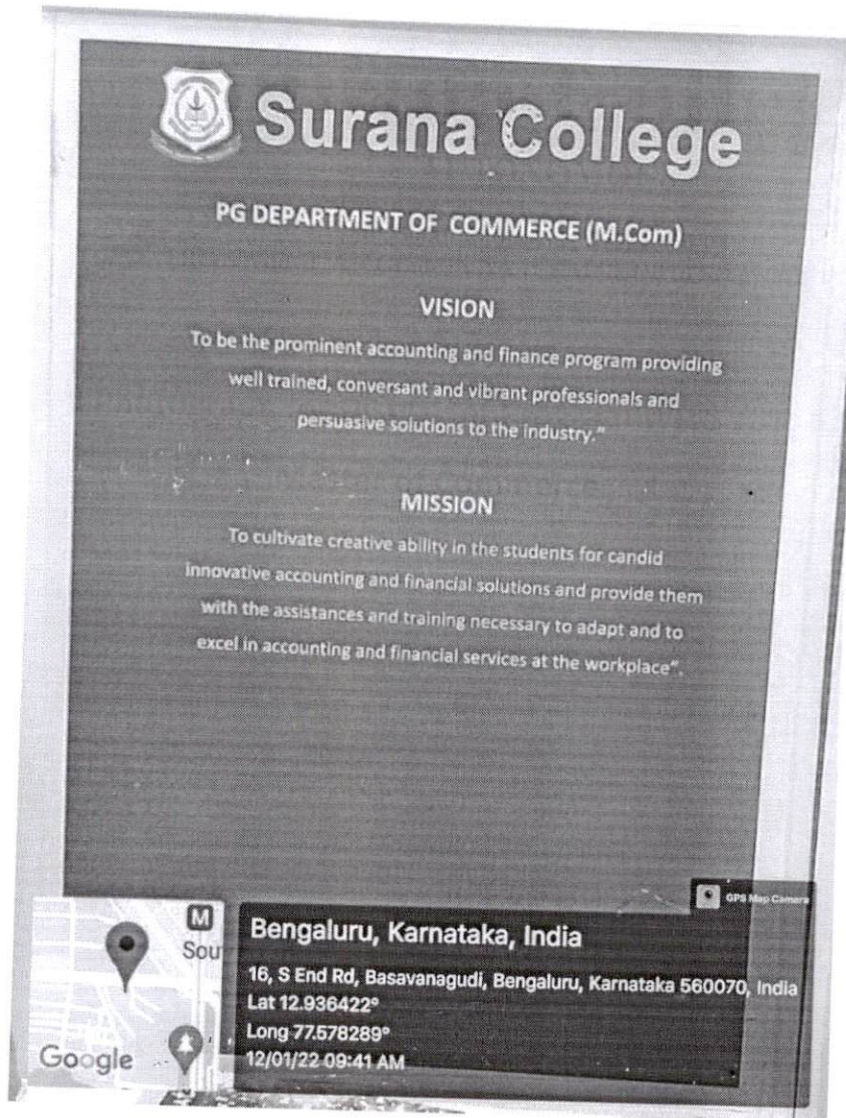 Surana College
PG DEPARTMENT OF COMMERCE (M.Com)
VISION
To be the prominent accounting and finance program providing
well trained, conversant and vibrant professionals and
persuasive solutions to the industry."
MISSION
To cultivate creative ability in the students for candid
innovative accounting and financial solutions and provide them
with the assistances and training necessary to adapt and to
excel in accounting and financial services at the workplace".
GPS Map Camera
M
Sou
Google
Bengaluru, Karnataka, India
16, S End Rd, Basavanagudi, Bengaluru, Karnataka 560070, India
Lat 12.936422°
Long 77.578289°
12/01/22 09:41 AM